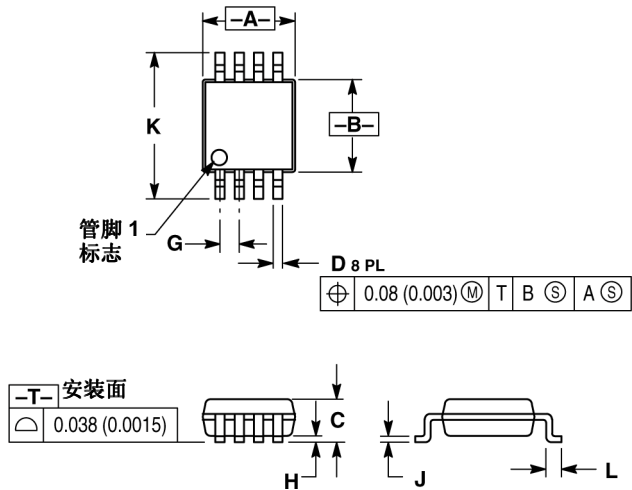 –A–
K
–B–
管脚 1
标志
G
D 8 PL
⌖ 0.08 (0.003) Ⓜ T B Ⓢ A Ⓢ
–T– 安装面
⌓ 0.038 (0.0015)
C
H
J
L